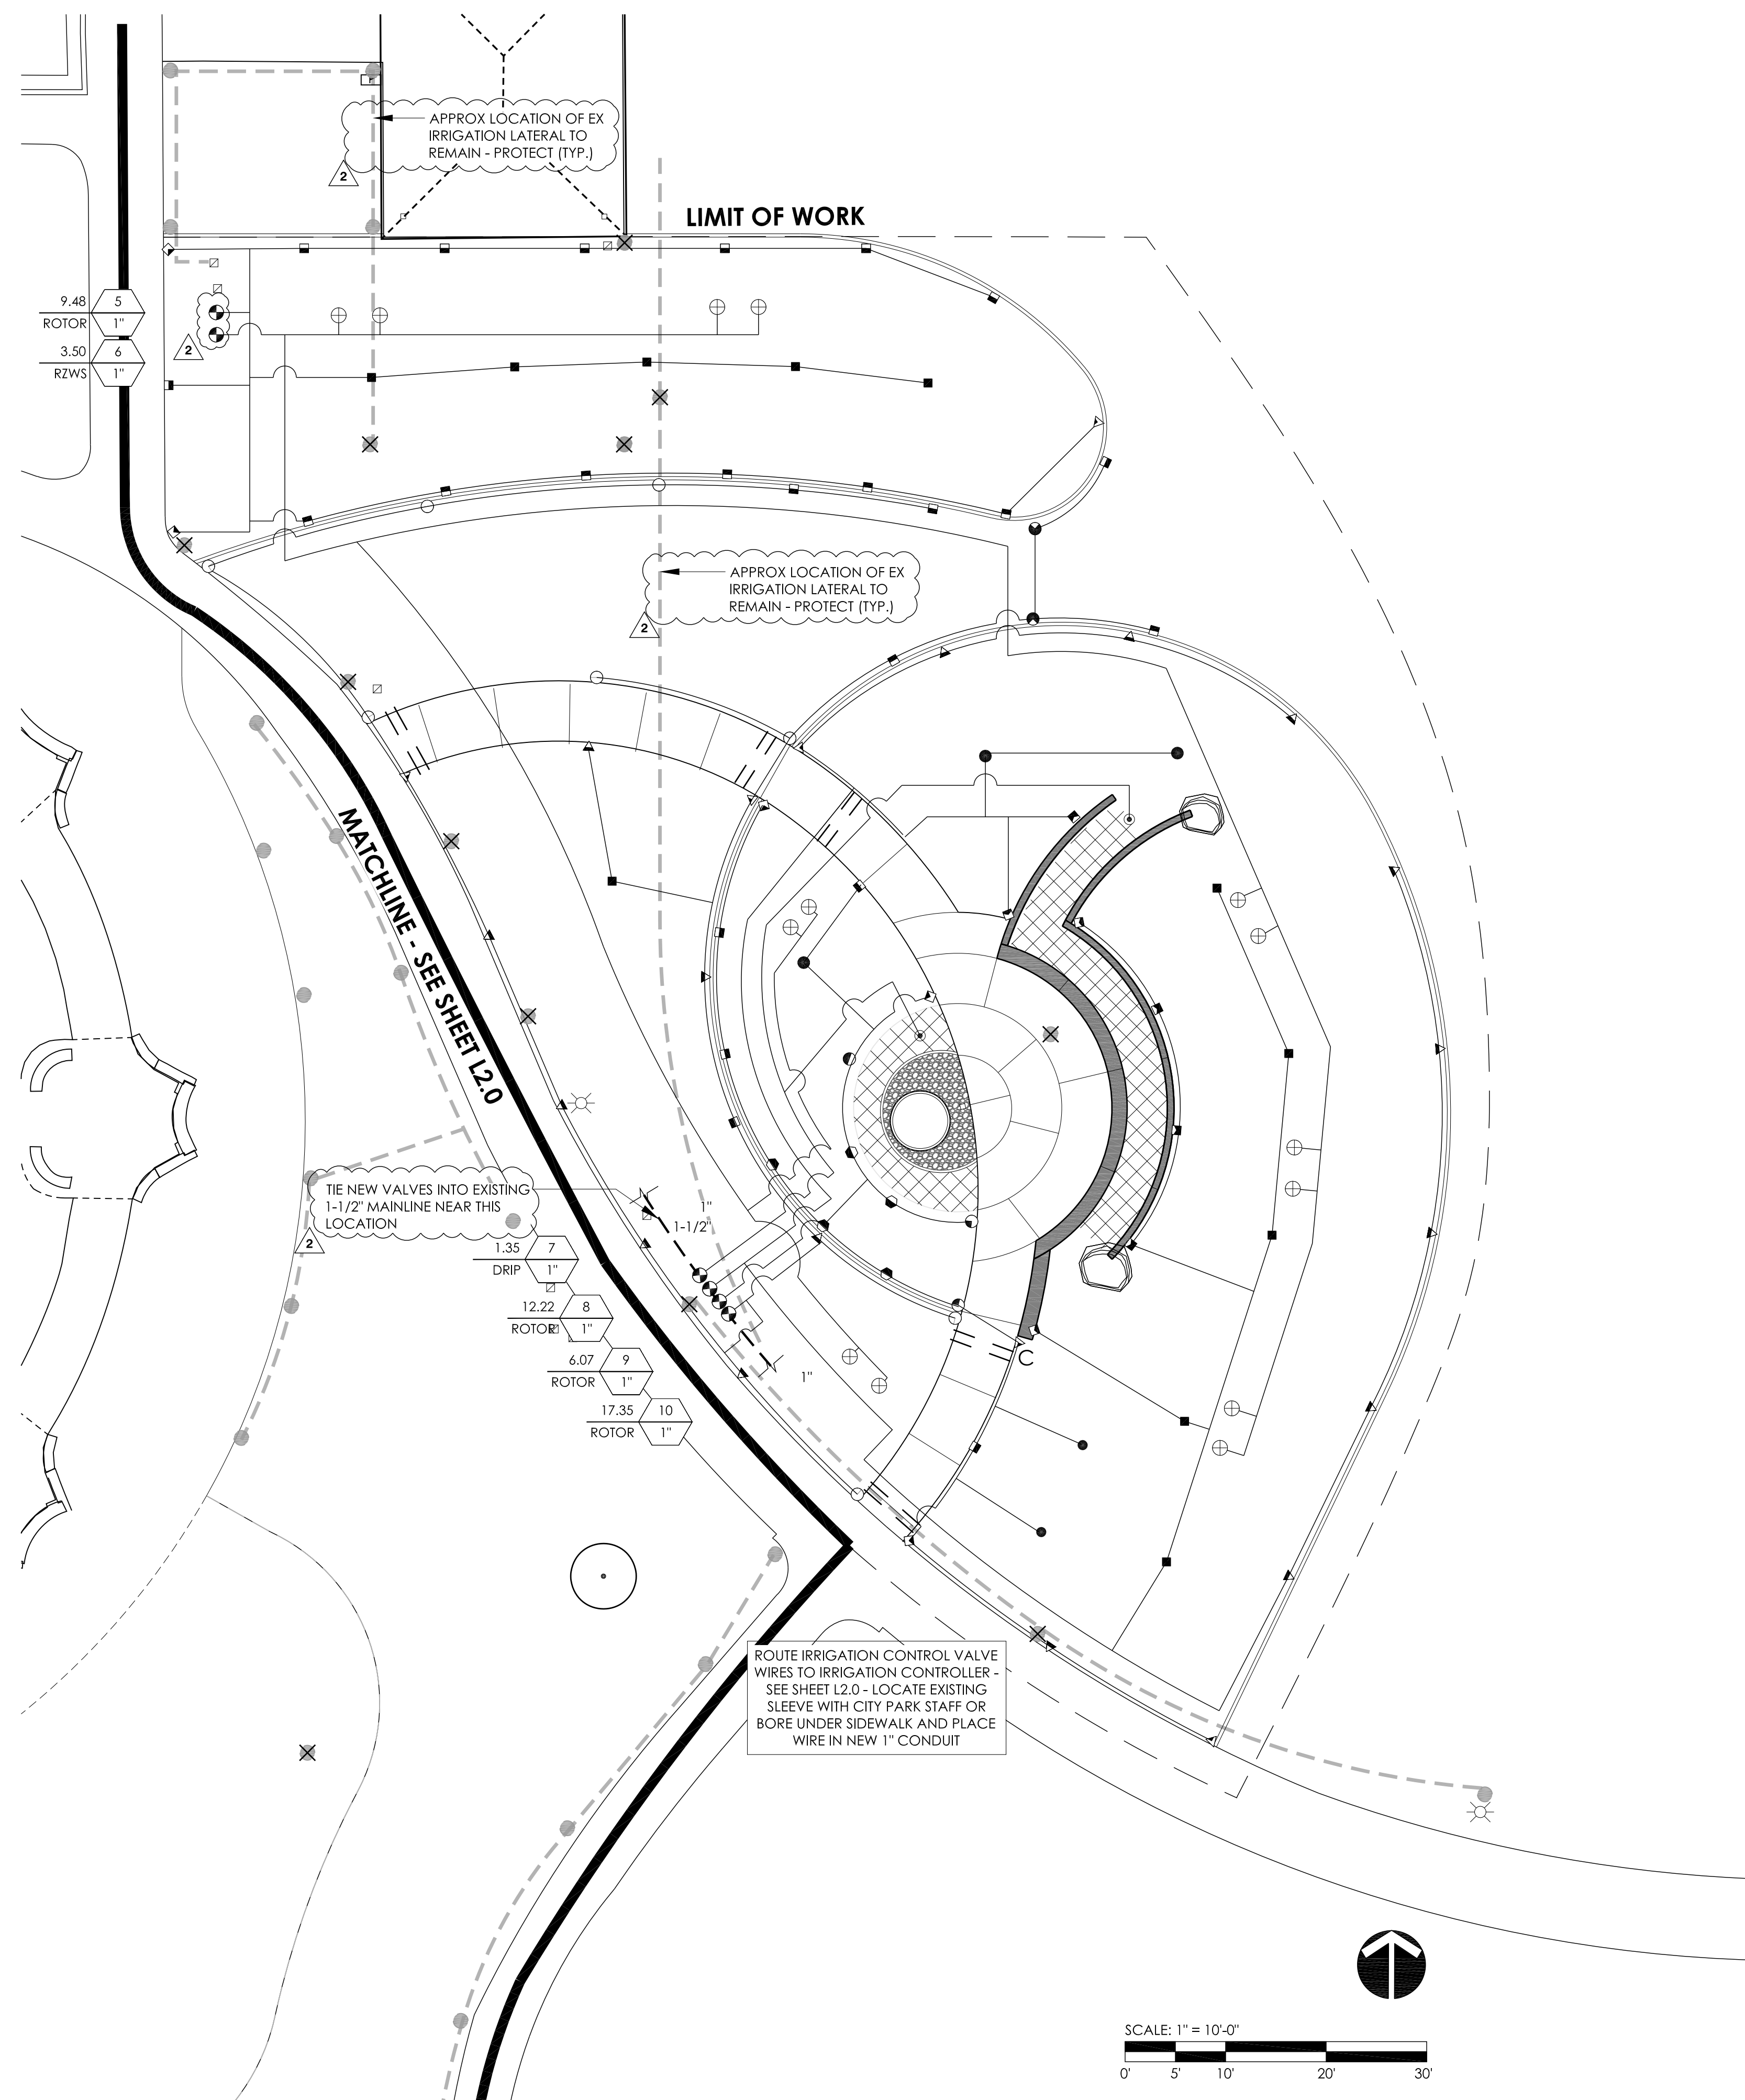 APPROX LOCATION OF EX
IRRIGATION LATERAL TO
REMAIN - PROTECT (TYP.)
2
LIMIT OF WORK
9.48
5
ROTOR
1"
3.50
6
RZWS
1"
2
APPROX LOCATION OF EX
IRRIGATION LATERAL TO
REMAIN - PROTECT (TYP.)
2
MATCHLINE - SEE SHEET L2.0
TIE NEW VALVES INTO EXISTING
1-1/2" MAINLINE NEAR THIS
LOCATION
2
1"
1-1/2"
1.35
7
DRIP
1"
12.22
8
ROTOR
1"
6.07
9
ROTOR
1"
17.35
10
ROTOR
1"
1"
C
ROUTE IRRIGATION CONTROL VALVE
WIRES TO IRRIGATION CONTROLLER -
SEE SHEET L2.0 - LOCATE EXISTING
SLEEVE WITH CITY PARK STAFF OR
BORE UNDER SIDEWALK AND PLACE
WIRE IN NEW 1" CONDUIT
SCALE: 1" = 10'-0"
0' 5' 10' 20' 30'